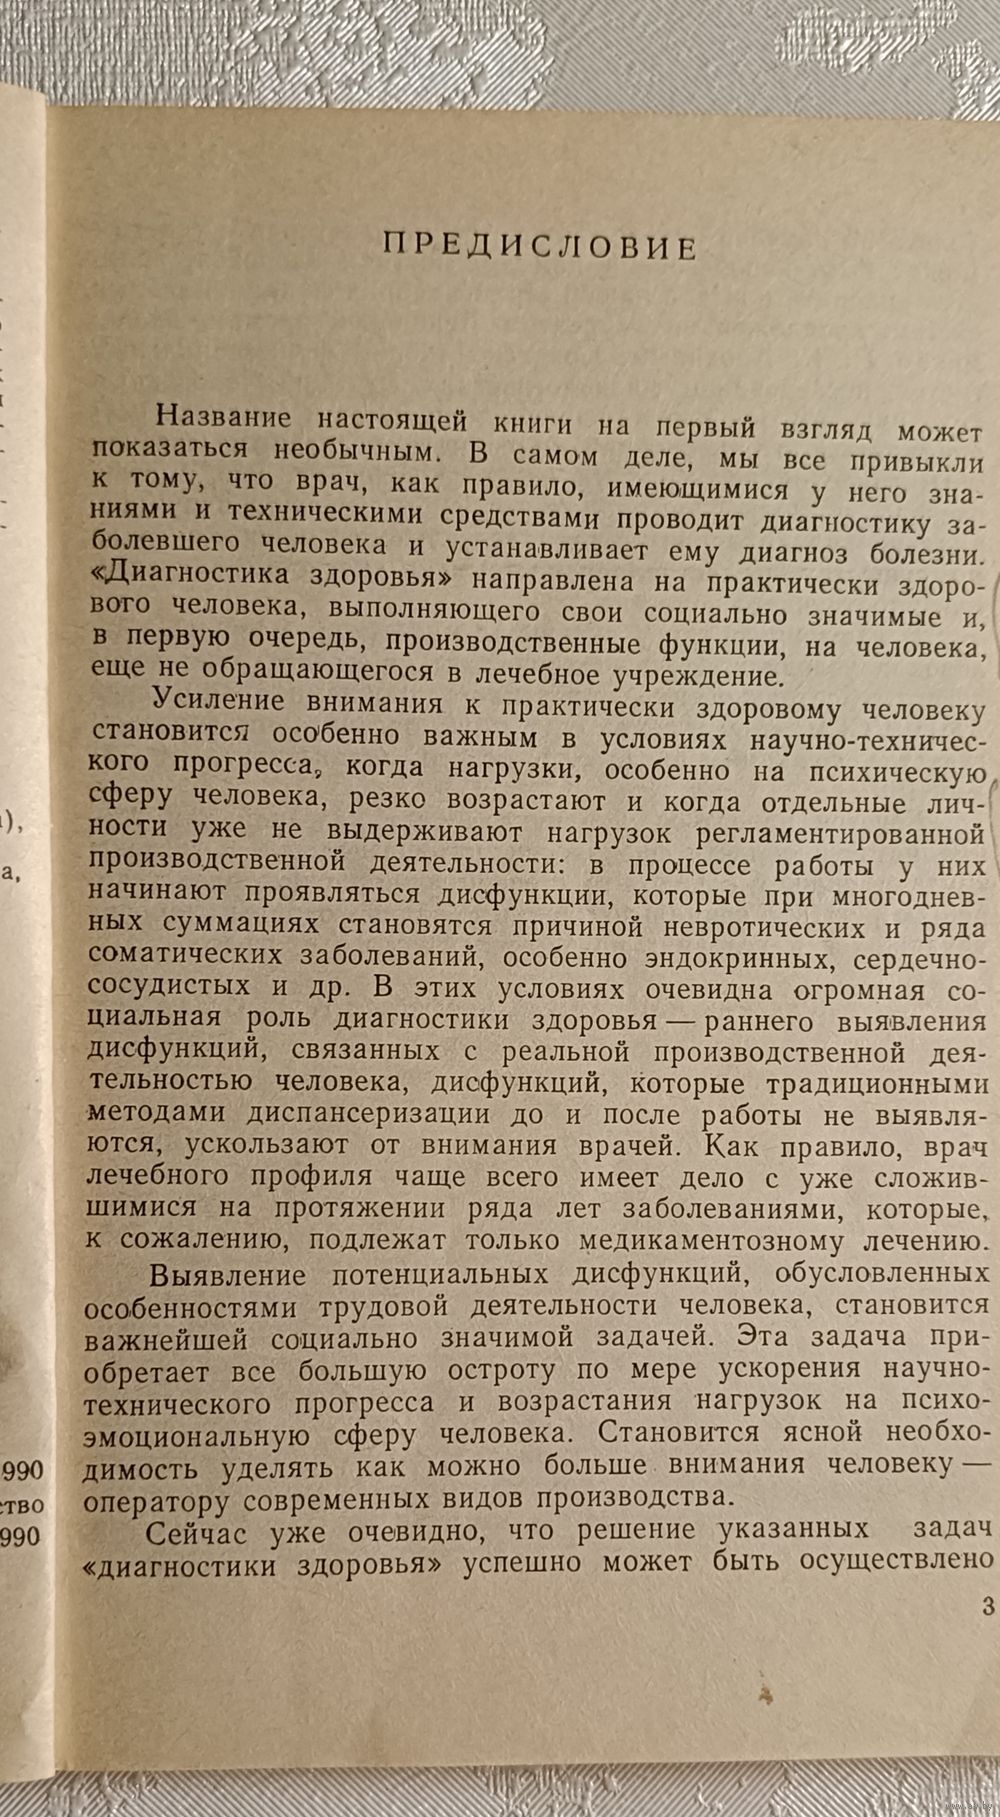 ПРЕДИСЛОВИЕ
Название настоящей книги на первый взгляд может
показаться необычным. В самом деле, мы все привыкли
к тому, что врач, как правило, имеющимися у него зна-
ниями и техническими средствами проводит диагностику за-
болевшего человека и устанавливает ему диагноз болезни.
«Диагностика здоровья» направлена на практически здоро-
вого человека, выполняющего свои социально значимые и,
в первую очередь, производственные функции, на человека,
еще не обращающегося в лечебное учреждение.
Усиление внимания к практически здоровому человеку
становится особенно важным в условиях научно-техничес-
кого прогресса, когда нагрузки, особенно на психическую
сферу человека, резко возрастают и когда отдельные лич-
ности уже не выдерживают нагрузок регламентированной
производственной деятельности: в процессе работы у них
начинают проявляться дисфункции, которые при многоднев-
ных суммациях становятся причиной невротических и ряда
соматических заболеваний, особенно эндокринных, сердечно-
сосудистых и др. В этих условиях очевидна огромная со-
циальная роль диагностики здоровья — раннего выявления
дисфункций, связанных с реальной производственной дея-
тельностью человека, дисфункций, которые традиционными
методами диспансеризации до и после работы не выявля-
ются, ускользают от внимания врачей. Как правило, врач
лечебного профиля чаще всего имеет дело с уже сложив-
шимися на протяжении ряда лет заболеваниями, которые,
к сожалению, подлежат только медикаментозному лечению.
Выявление потенциальных дисфункций, обусловленных
особенностями трудовой деятельности человека, становится
важнейшей социально значимой задачей. Эта задача при-
обретает все большую остроту по мере ускорения научно-
технического прогресса и возрастания нагрузок на психо-
эмоциональную сферу человека. Становится ясной необхо-
димость уделять как можно больше внимания человеку —
оператору современных видов производства.
Сейчас уже очевидно, что решение указанных задач
«диагностики здоровья» успешно может быть осуществлено
3
),
а,
990
ство
990
www.av.by